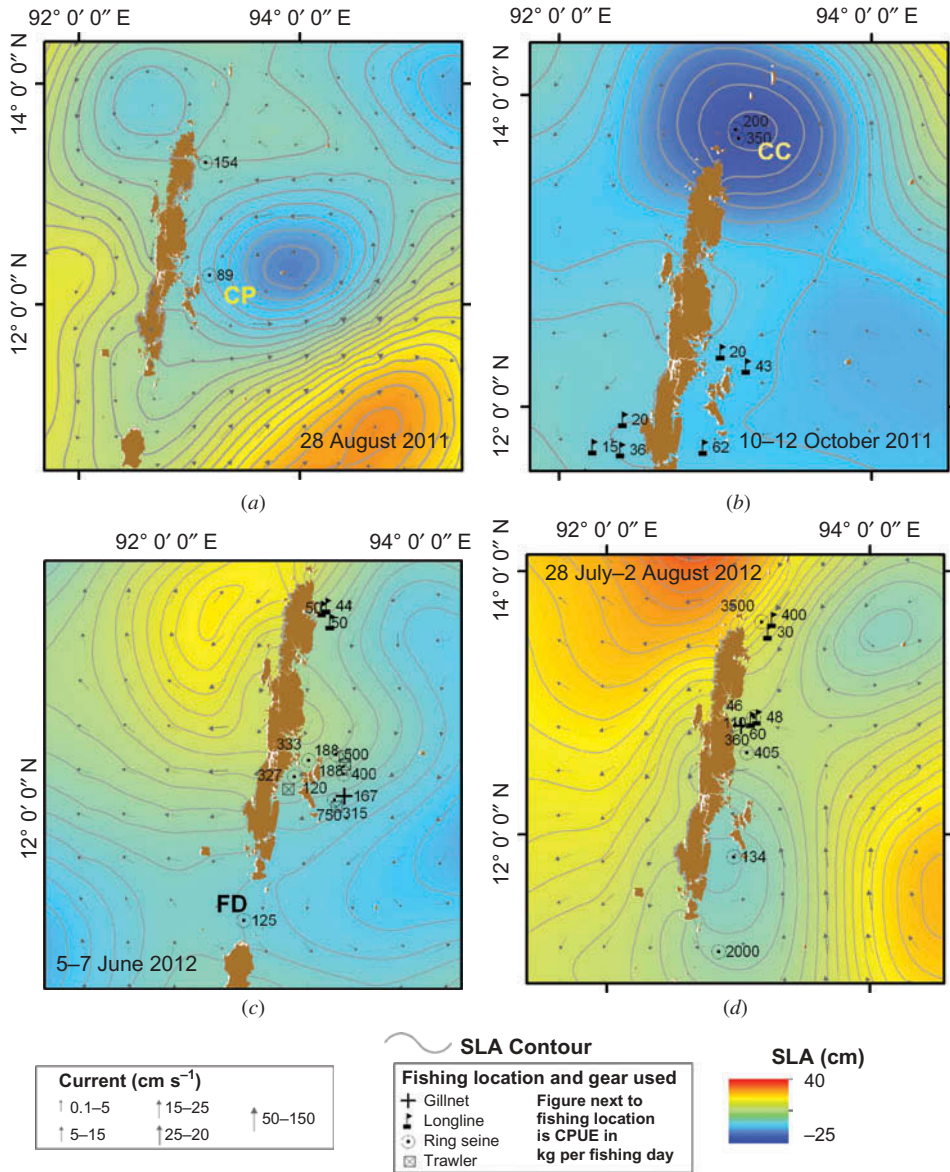 92° 0′ 0″ E
94° 0′ 0″ E
14° 0′ 0″ N
12° 0′ 0″ N
154
89
CP
28 August 2011
(a)
92° 0′ 0″ E
94° 0′ 0″ E
14° 0′ 0″ N
12° 0′ 0″ N
200
350
CC
20
43
20
15
36
62
10–12 October 2011
(b)
92° 0′ 0″ E
94° 0′ 0″ E
12° 0′ 0″ N
50
44
50
333
188
500
327
188
400
120
167
750
315
FD
125
5–7 June 2012
(c)
92° 0′ 0″ E
94° 0′ 0″ E
14° 0′ 0″ N
12° 0′ 0″ N
28 July–2 August 2012
3500
400
30
46
48
60
360
405
134
2000
(d)
Current (cm s⁻¹)
0.1–5
15–25
50–150
5–15
25–20
SLA Contour
Fishing location and gear used
Gillnet
Longline
Ring seine
Trawler
Figure next to
fishing location
is CPUE in
kg per fishing day
SLA (cm)
40
–25